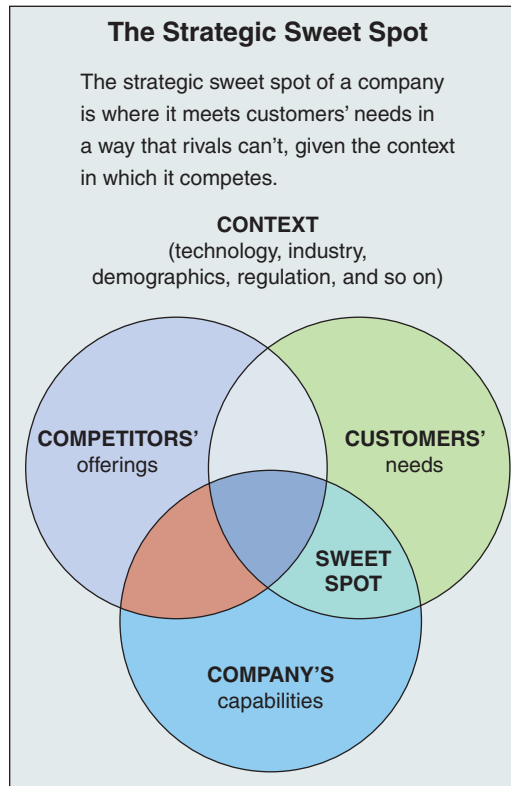 The Strategic Sweet Spot
The strategic sweet spot of a company
is where it meets customers’ needs in
a way that rivals can’t, given the context
in which it competes.
CONTEXT
(technology, industry,
demographics, regulation, and so on)
COMPETITORS’
offerings
CUSTOMERS’
needs
SWEET
SPOT
COMPANY’S
capabilities